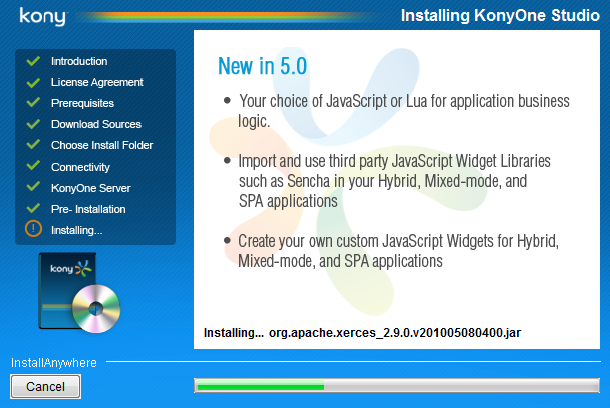 kony
Installing KonyOne Studio
Introduction
License Agreement
Prerequisites
Download Sources
Choose Install Folder
Connectivity
KonyOne Server
Pre- Installation
Installing...
kony
New in 5.0
• Your choice of JavaScript or Lua for application business
logic.
• Import and use third party JavaScript Widget Libraries
such as Sencha in your Hybrid, Mixed-mode, and
SPA applications
• Create your own custom JavaScript Widgets for Hybrid,
Mixed-mode, and SPA applications
Installing... org.apache.xerces_2.9.0.v201005080400.jar
InstallAnywhere
Cancel